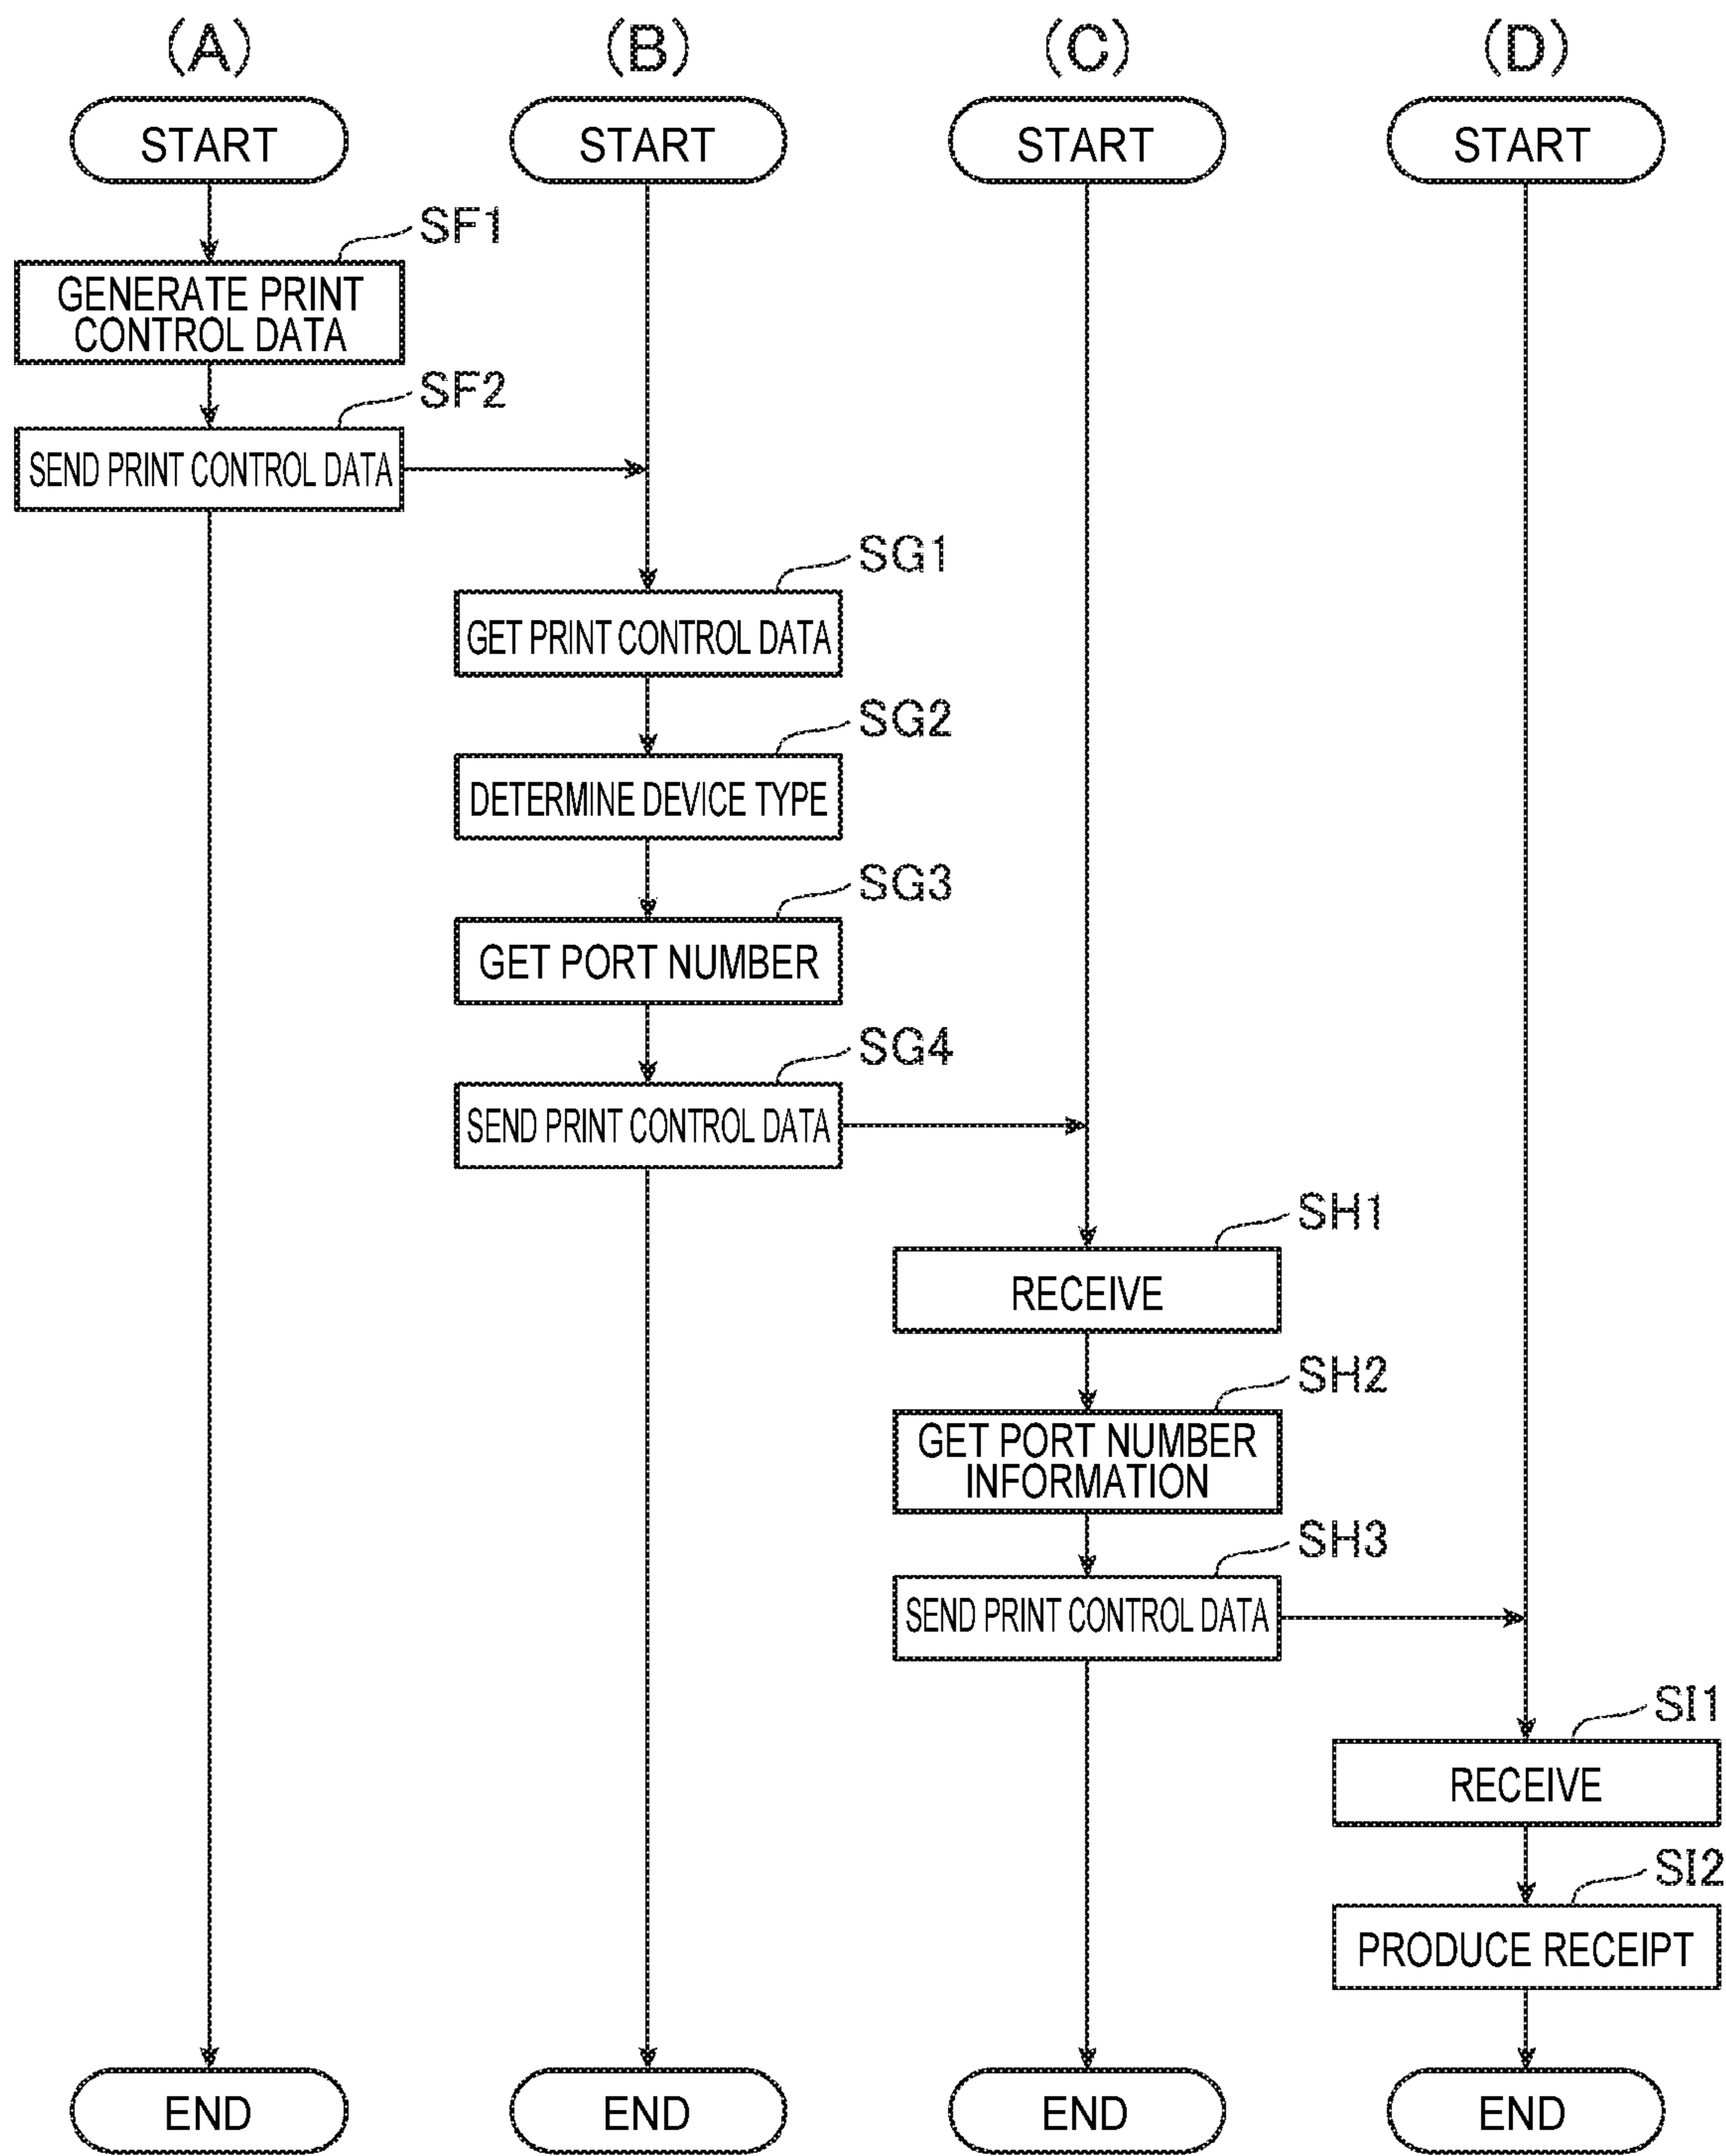 (A)
(B)
(C)
(D)
START
START
START
START
SF1
GENERATE PRINT
CONTROL DATA
SF2
SEND PRINT CONTROL DATA
SG1
GET PRINT CONTROL DATA
SG2
DETERMINE DEVICE TYPE
SG3
GET PORT NUMBER
SG4
SEND PRINT CONTROL DATA
SH1
RECEIVE
SH2
GET PORT NUMBER
INFORMATION
SH3
SEND PRINT CONTROL DATA
SI1
RECEIVE
SI2
PRODUCE RECEIPT
END
END
END
END